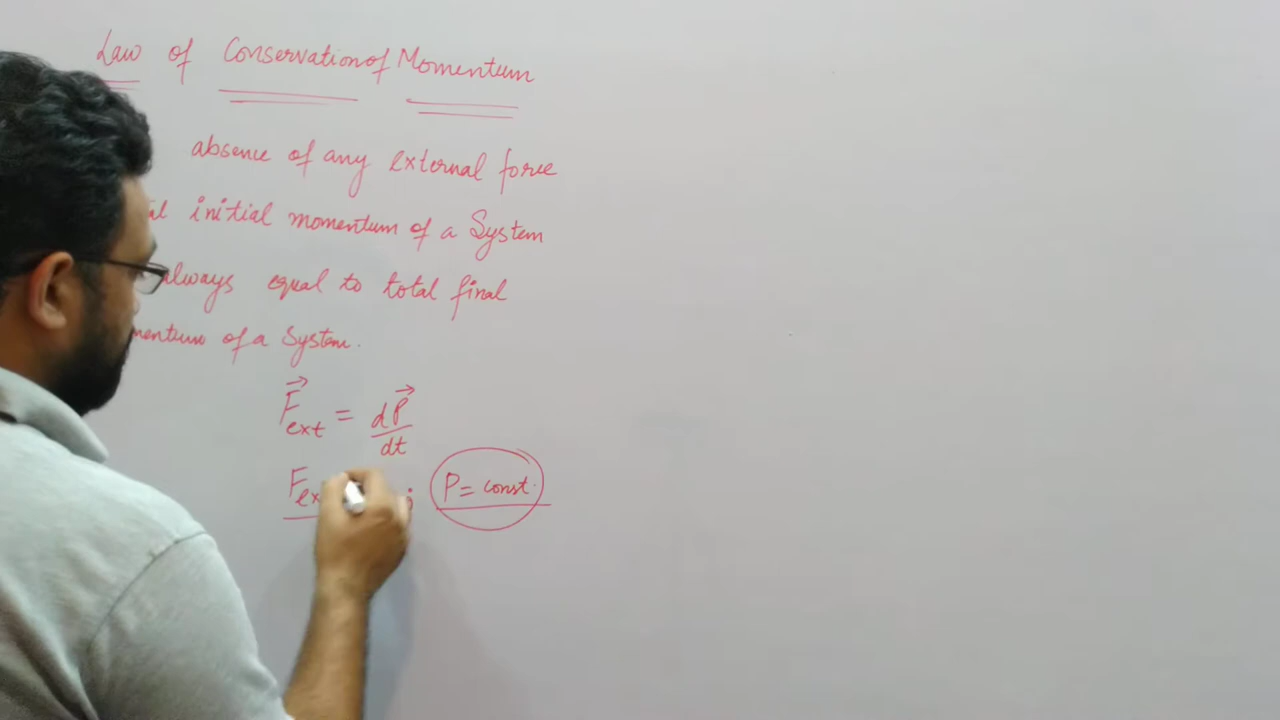 Law of Conservation of Momentum
absence of any external force
initial momentum of a System
always equal to total final
of a System.
F⃗ext = dP⃗/dt
Fex ; P = const.